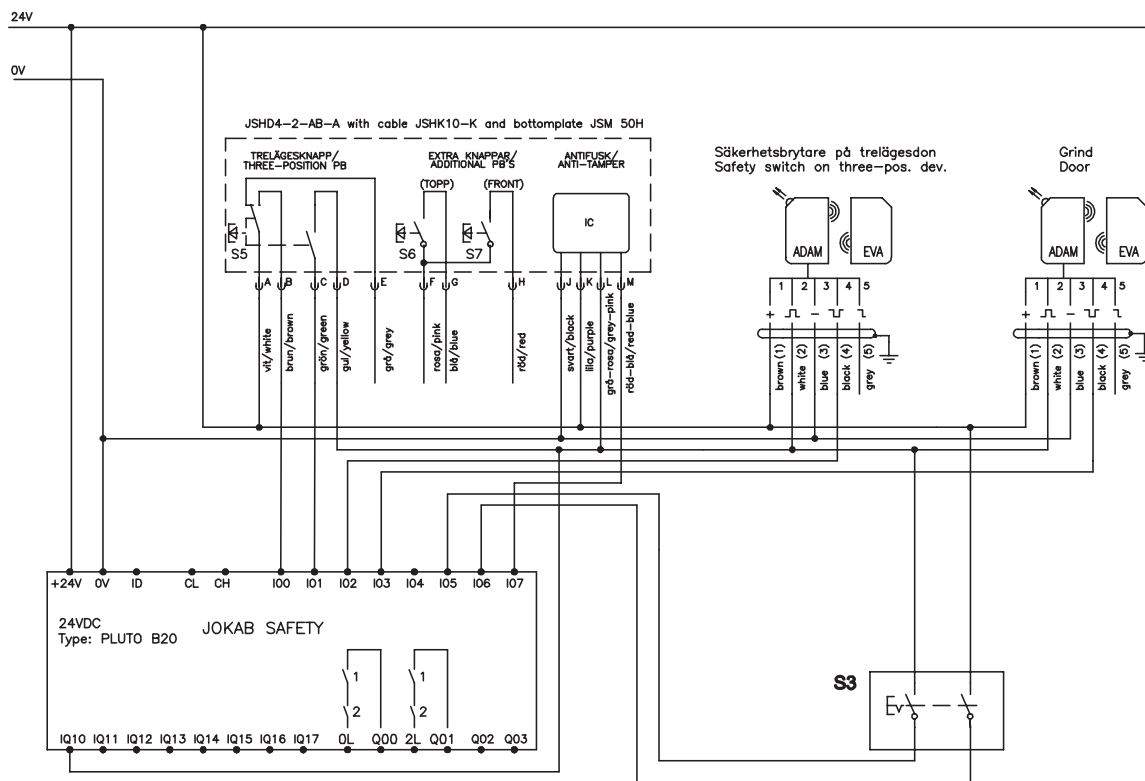 24V
0V
JSHD4-2-AB-A with cable JSHK10-K and bottomplate JSM 50H
TRELÄGESKNAPP/
THREE-POSITION PB
EXTRA KNAPPAR/
ADDITIONAL PB'S
ANTIFUSK/
ANTI-TAMPER
(TOPP) (FRONT)
IC
S5 S6 S7
A B C D E F G H J K L M
vit/white
brun/brown
grön/green
gul/yellow
grå/grey
rosa/pink
blå/blue
röd/red
svart/black
lila/purple
grå-rosa/grey-pink
röd-blå/red-blue
Säkerhetsbrytare på trelägesdon
Safety switch on three-pos. dev.
ADAM EVA
1 2 3 4 5
+ –
brown (1)
white (2)
blue (3)
black (4)
grey (5)
Grind
Door
ADAM EVA
1 2 3 4 5
+ –
brown (1)
white (2)
blue (3)
black (4)
grey (5)
+24V 0V ID CL CH I00 I01 I02 I03 I04 I05 I06 I07
24VDC
Type: PLUTO B20
JOKAB SAFETY
1 1
2 2
IQ10 IQ11 IQ12 IQ13 IQ14 IQ15 IQ16 IQ17 0L Q00 2L Q01 Q02 Q03
S3